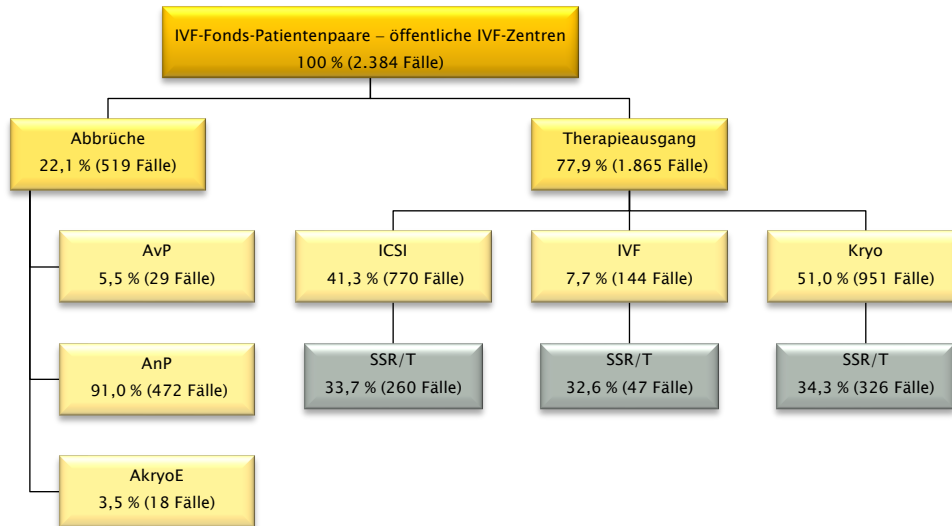 IVF-Fonds-Patientenpaare – öffentliche IVF-Zentren
100 % (2.384 Fälle)
Abbrüche
22,1 % (519 Fälle)
Therapieausgang
77,9 % (1.865 Fälle)
AvP
5,5 % (29 Fälle)
ICSI
41,3 % (770 Fälle)
IVF
7,7 % (144 Fälle)
Kryo
51,0 % (951 Fälle)
AnP
91,0 % (472 Fälle)
SSR/T
33,7 % (260 Fälle)
SSR/T
32,6 % (47 Fälle)
SSR/T
34,3 % (326 Fälle)
AkryoE
3,5 % (18 Fälle)